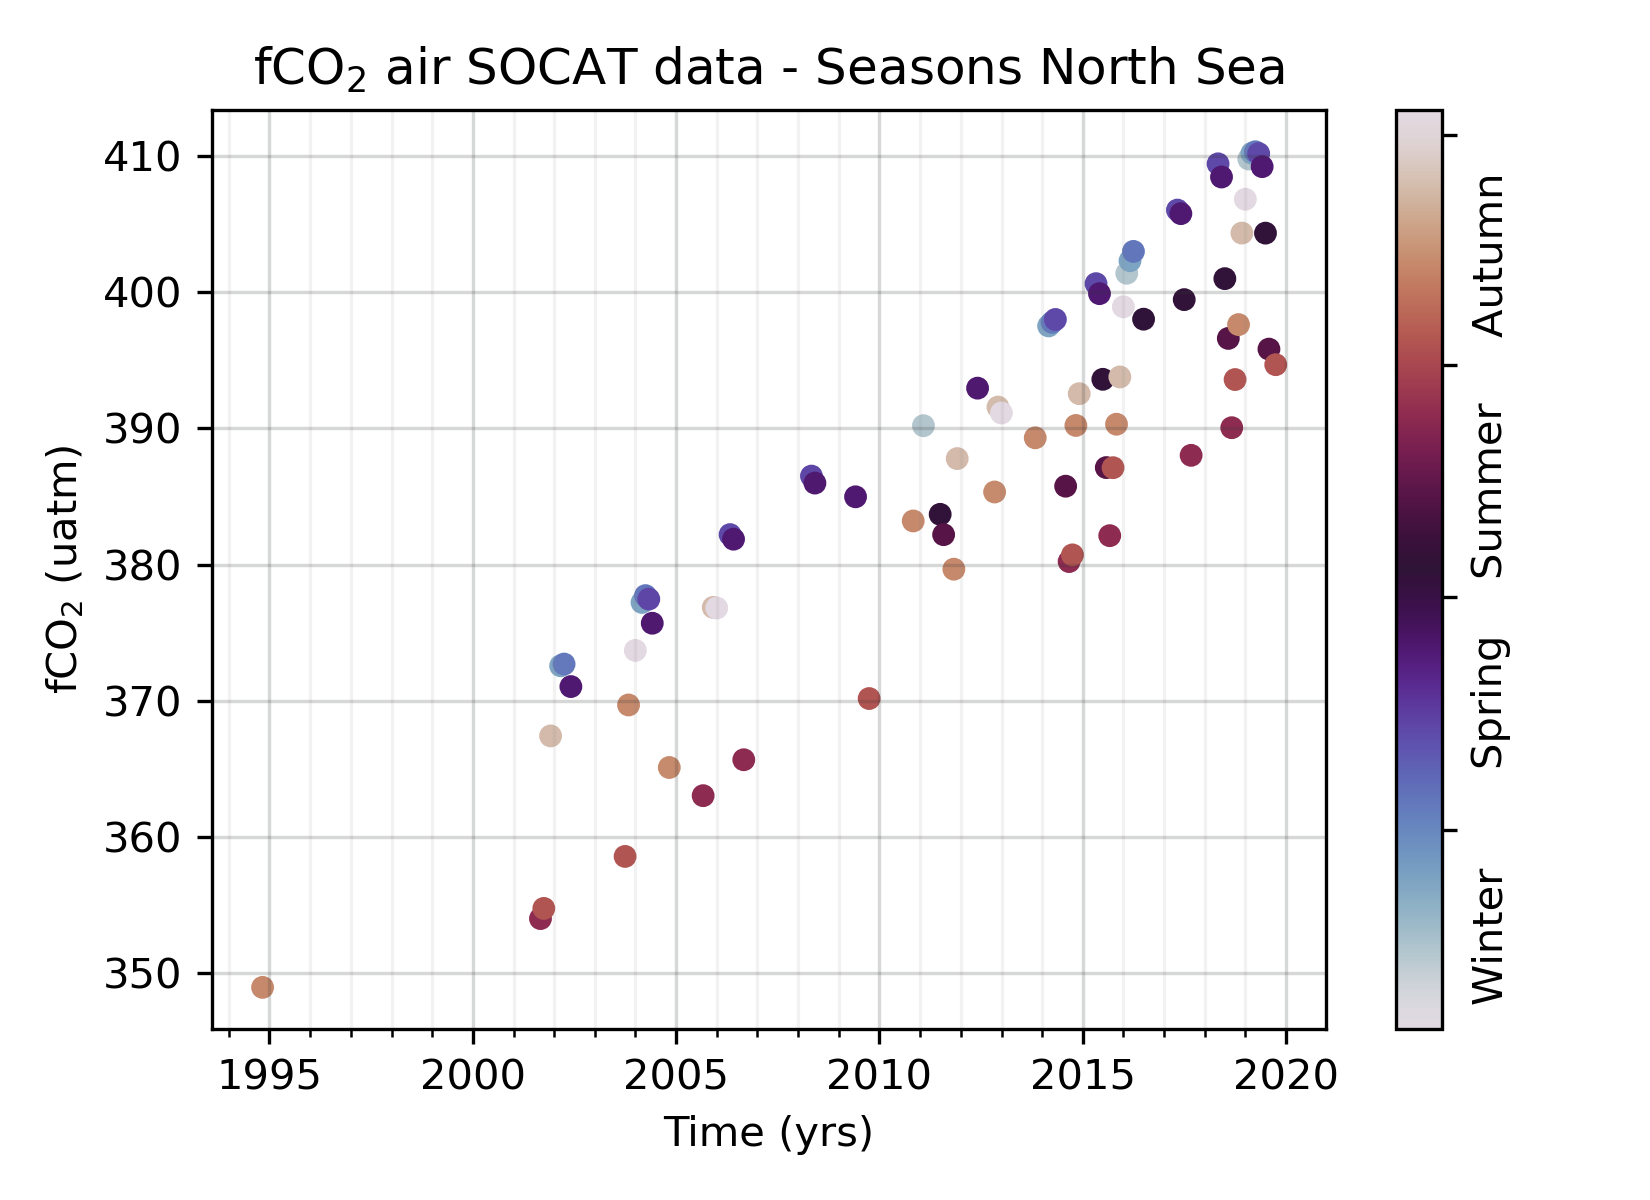 fCO₂ air SOCAT data - Seasons North Sea
fCO₂ (uatm)
410
400
390
380
370
360
350
1995 2000 2005 2010 2015 2020
Time (yrs)
Autumn
Summer
Spring
Winter